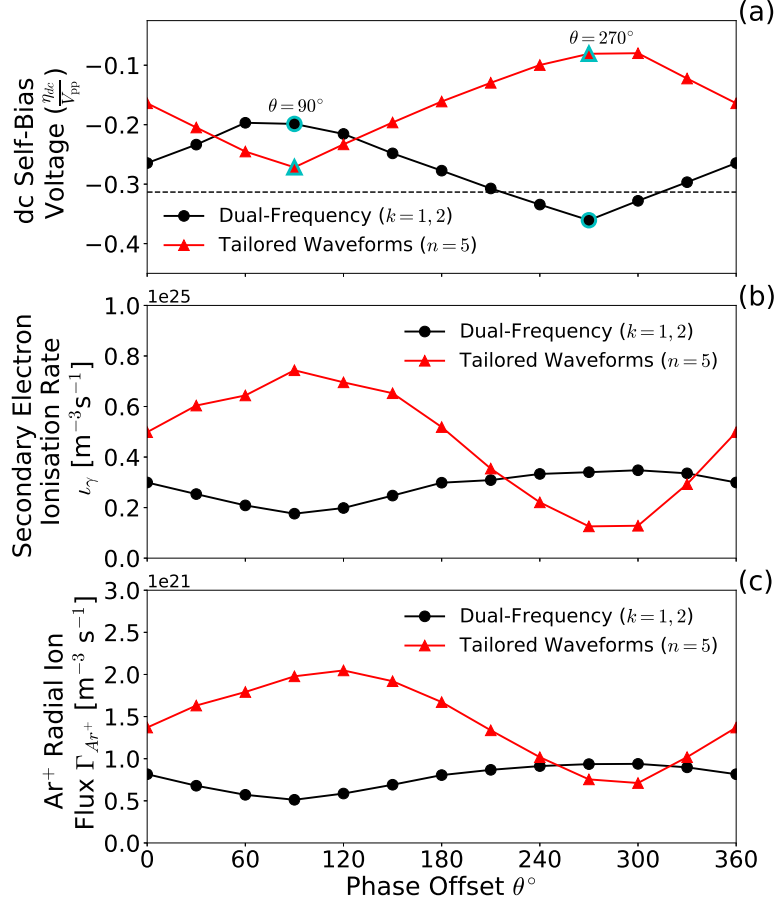 (a)
dc Self-Bias
Voltage (η_dc/V_pp)
−0.1
−0.2
−0.3
−0.4
θ = 90°
θ = 270°
Dual-Frequency (k = 1, 2)
Tailored Waveforms (n = 5)
(b)
1e25
Secondary Electron
Ionisation Rate
ι_γ [m⁻³s⁻¹]
1.0
0.8
0.6
0.4
0.2
0.0
Dual-Frequency (k = 1, 2)
Tailored Waveforms (n = 5)
(c)
1e21
Ar⁺ Radial Ion
Flux Γ_Ar⁺ [m⁻³ s⁻¹]
3.0
2.5
2.0
1.5
1.0
0.5
0.0
Dual-Frequency (k = 1, 2)
Tailored Waveforms (n = 5)
0 60 120 180 240 300 360
Phase Offset θ°